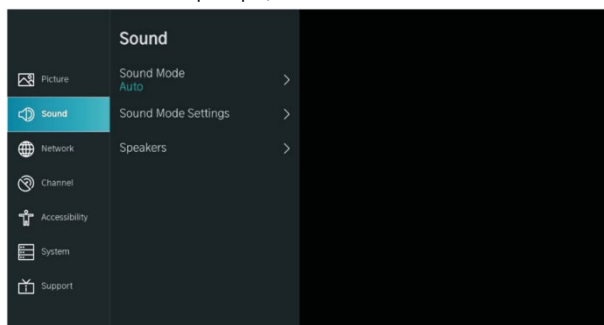 Sound
Picture
Sound
Network
Channel
Accessibility
System
Support
Sound Mode
Auto
Sound Mode Settings
Speakers